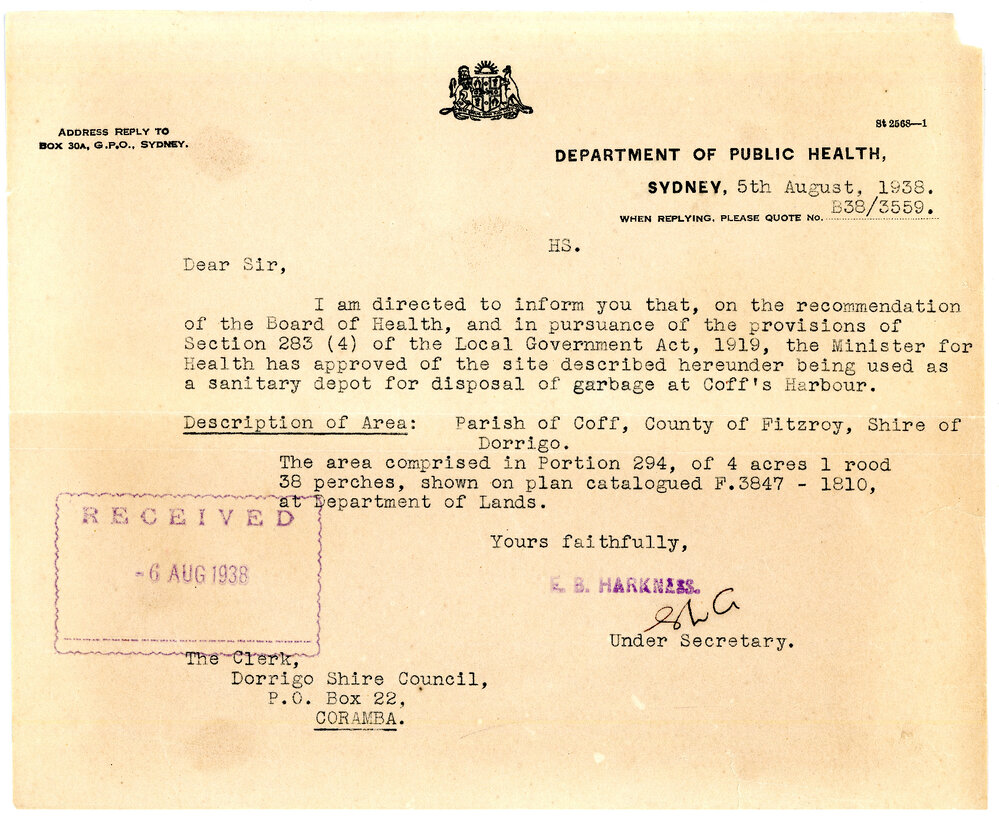 ADDRESS REPLY TO
BOX 30A, G.P.O., SYDNEY.
St 2568—1
DEPARTMENT OF PUBLIC HEALTH,
SYDNEY, 5th August, 1938.
WHEN REPLYING, PLEASE QUOTE NO. B38/3559.
HS.
Dear Sir,
I am directed to inform you that, on the recommendation
of the Board of Health, and in pursuance of the provisions of
Section 283 (4) of the Local Government Act, 1919, the Minister for
Health has approved of the site described hereunder being used as
a sanitary depot for disposal of garbage at Coff's Harbour.
Description of Area: Parish of Coff, County of Fitzroy, Shire of
Dorrigo.
The area comprised in Portion 294, of 4 acres 1 rood
38 perches, shown on plan catalogued F.3847 - 1810,
at Department of Lands.
RECEIVED
-6 AUG 1938
Yours faithfully,
E. B. HARKNESS.
Under Secretary.
The Clerk,
Dorrigo Shire Council,
P.O. Box 22,
CORAMBA.